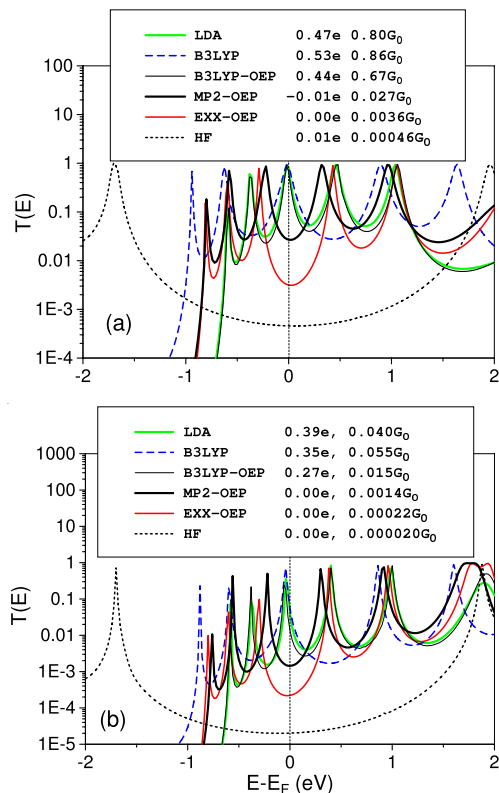 (a)
LDA 0.47e 0.80G0
B3LYP 0.53e 0.86G0
B3LYP-OEP 0.44e 0.67G0
MP2-OEP -0.01e 0.027G0
EXX-OEP 0.00e 0.0036G0
HF 0.01e 0.00046G0
T(E)
100
10
1
0.1
0.01
1E-3
1E-4
-2 -1 0 1 2
(b)
LDA 0.39e, 0.040G0
B3LYP 0.35e, 0.055G0
B3LYP-OEP 0.27e, 0.015G0
MP2-OEP 0.00e, 0.0014G0
EXX-OEP 0.00e, 0.00022G0
HF 0.00e, 0.000020G0
T(E)
1000
100
10
1
0.1
0.01
1E-3
1E-4
1E-5
-2 -1 0 1 2
E-EF (eV)